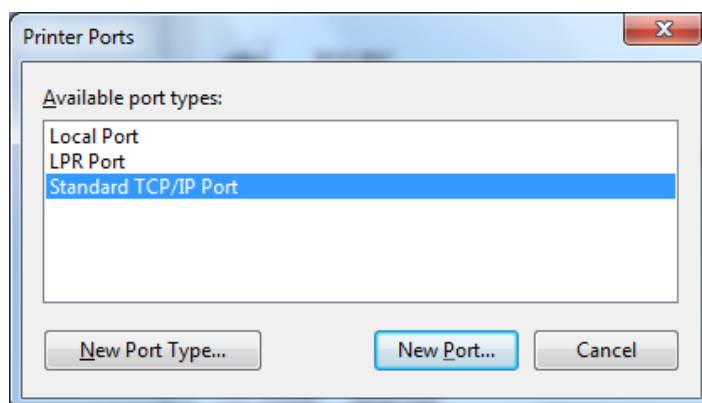 Printer Ports
Available port types:
Local Port
LPR Port
Standard TCP/IP Port
New Port Type...
New Port...
Cancel